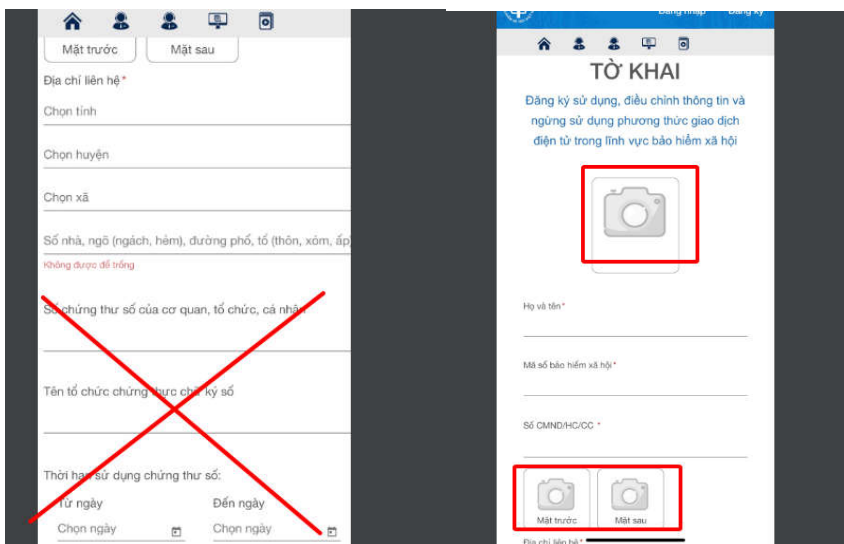 Mặt trước Mặt sau
Địa chỉ liên hệ*
Chọn tỉnh
Chọn huyện
Chọn xã
Số nhà, ngõ (ngách, hẻm), đường phố, tổ (thôn, xóm, ấp)
Không được để trống
Số chứng thư số của cơ quan, tổ chức, cá nhân
Tên tổ chức chứng thực chữ ký số
Thời hạn sử dụng chứng thư số:
Từ ngày Đến ngày
Chọn ngày Chọn ngày
Đăng nhập Đăng ký
TỜ KHAI
Đăng ký sử dụng, điều chỉnh thông tin và
ngừng sử dụng phương thức giao dịch
điện tử trong lĩnh vực bảo hiểm xã hội
Họ và tên*
Mã số bảo hiểm xã hội*
Số CMND/HC/CC *
Mặt trước Mặt sau
Địa chỉ liên hệ*